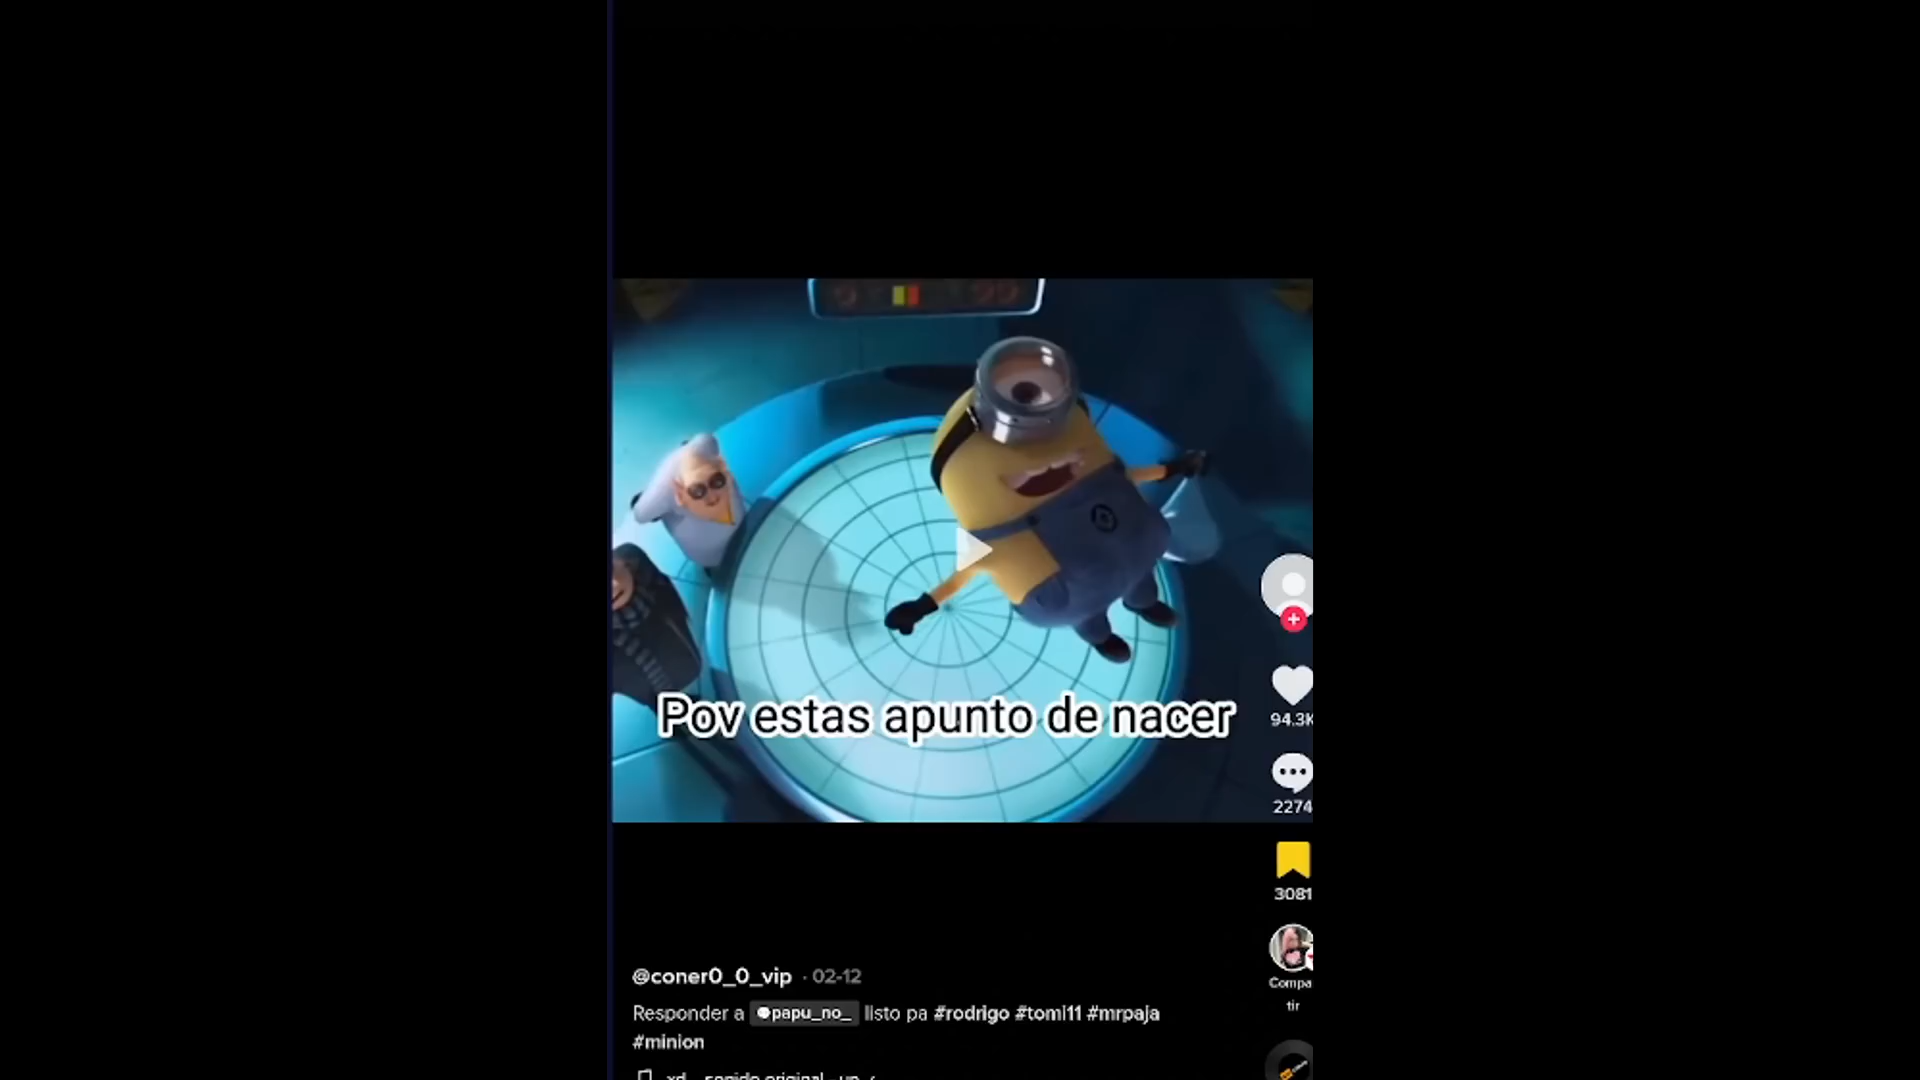 Pov estas apunto de nacer
94.3K
2274
3081
Compa
tir
@coner0_0_vip · 02-12
Responder a papu_no_ listo pa #rodrigo #tomi11 #mrpaja
#minion